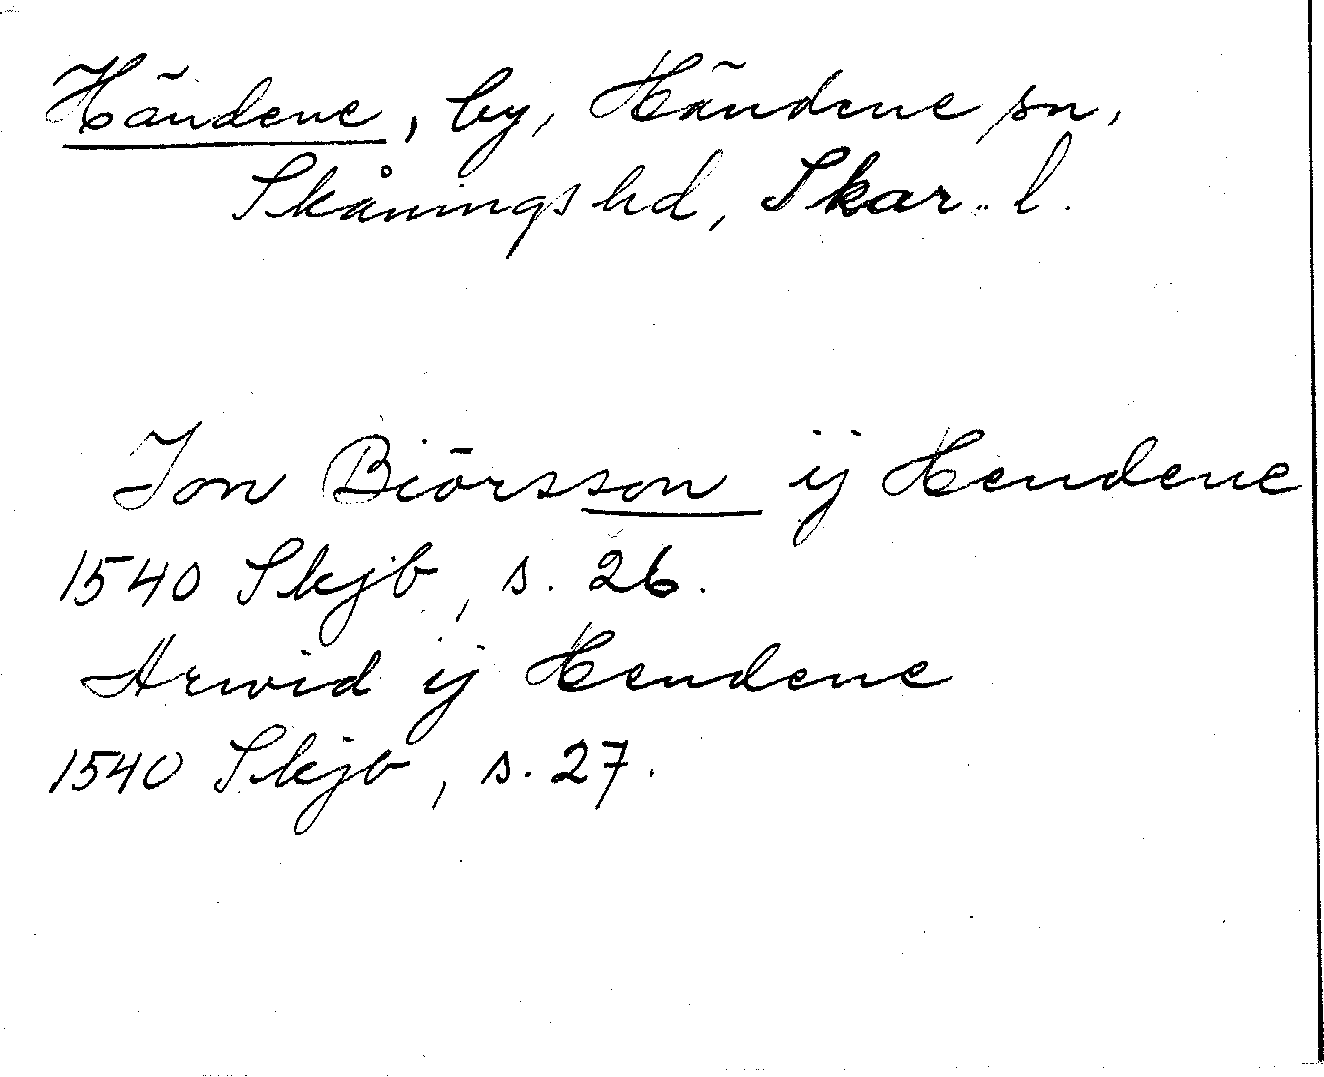 Händene, by, Händene sn,
Skånings hd, Skar. l.
Jon Biörsson ij Hendene
1540 Skjb, s. 26.
Arwid ij Hendene
1540 Skjb, s. 27.